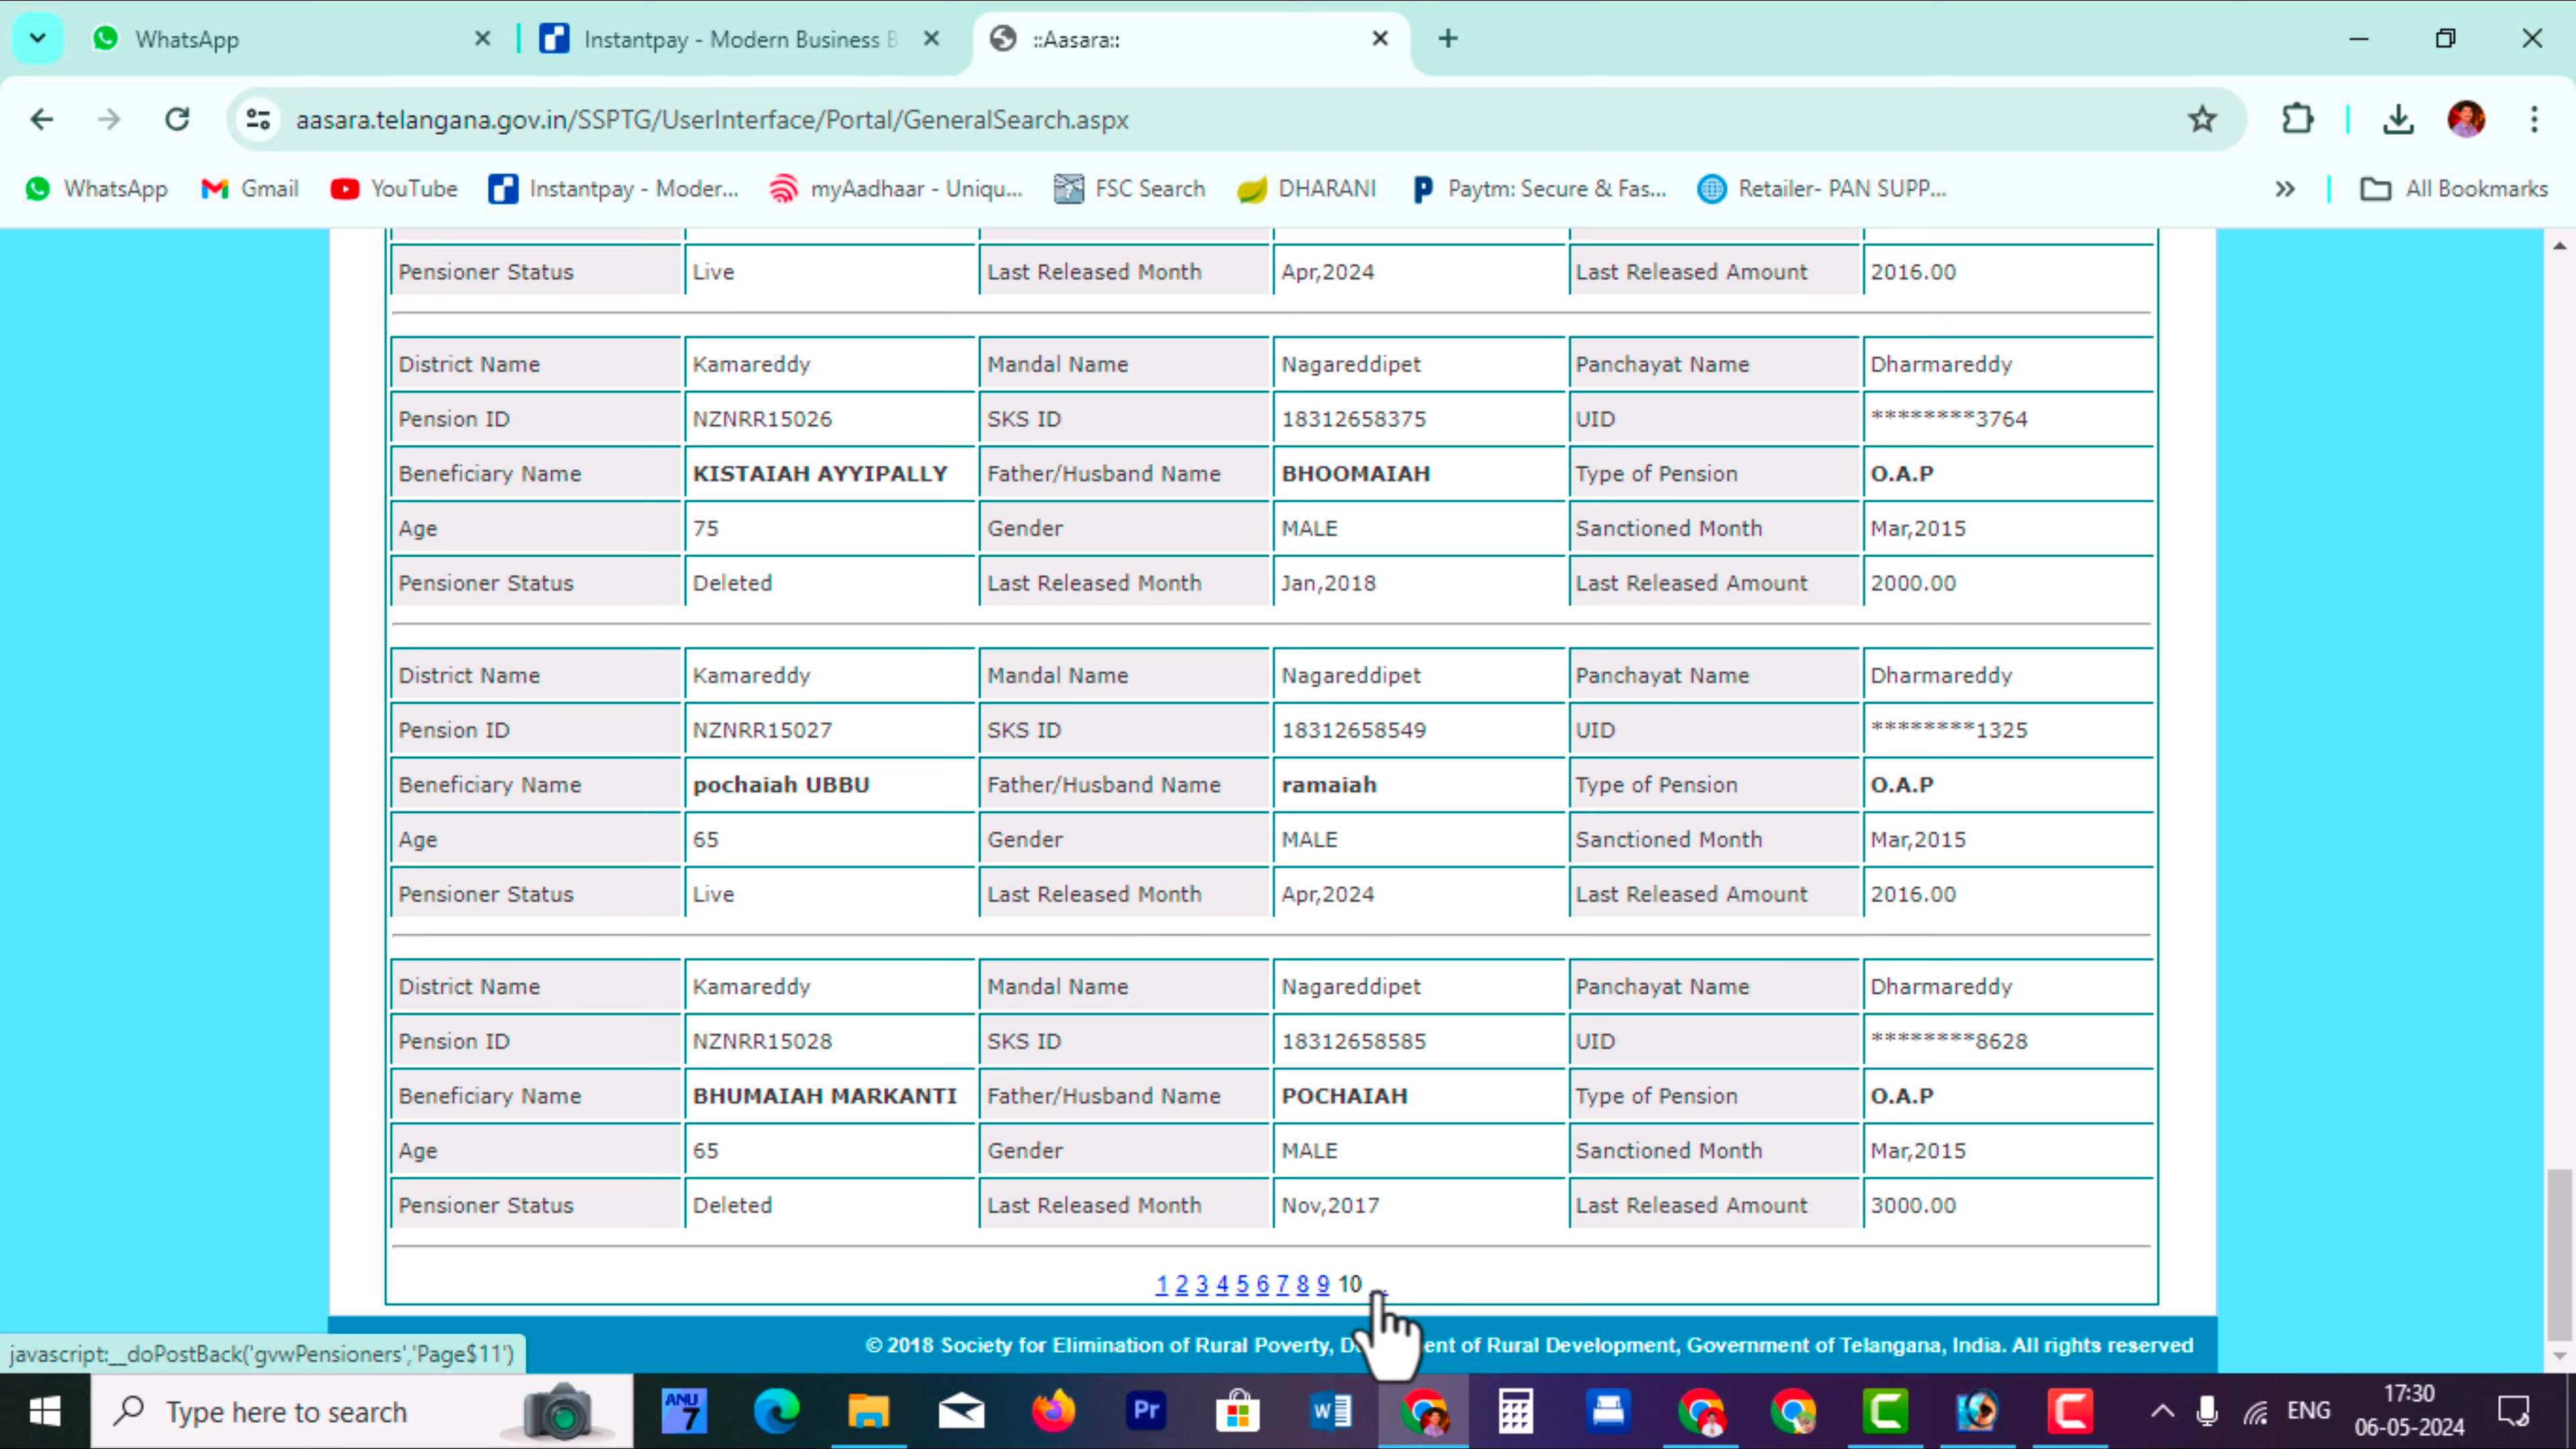 WhatsApp
Instantpay - Modern Business B
::Aasara::
aasara.telangana.gov.in/SSPTG/UserInterface/Portal/GeneralSearch.aspx
WhatsApp Gmail YouTube Instantpay - Moder... myAadhaar - Uniqu... FSC Search DHARANI Paytm: Secure & Fas... Retailer- PAN SUPP... » All Bookmarks
Pensioner Status Live Last Released Month Apr,2024 Last Released Amount 2016.00
District Name Kamareddy Mandal Name Nagareddipet Panchayat Name Dharmareddy
Pension ID NZNRR15026 SKS ID 18312658375 UID ********3764
Beneficiary Name KISTAIAH AYYIPALLY Father/Husband Name BHOOMAIAH Type of Pension O.A.P
Age 75 Gender MALE Sanctioned Month Mar,2015
Pensioner Status Deleted Last Released Month Jan,2018 Last Released Amount 2000.00
District Name Kamareddy Mandal Name Nagareddipet Panchayat Name Dharmareddy
Pension ID NZNRR15027 SKS ID 18312658549 UID ********1325
Beneficiary Name pochaiah UBBU Father/Husband Name ramaiah Type of Pension O.A.P
Age 65 Gender MALE Sanctioned Month Mar,2015
Pensioner Status Live Last Released Month Apr,2024 Last Released Amount 2016.00
District Name Kamareddy Mandal Name Nagareddipet Panchayat Name Dharmareddy
Pension ID NZNRR15028 SKS ID 18312658585 UID ********8628
Beneficiary Name BHUMAIAH MARKANTI Father/Husband Name POCHAIAH Type of Pension O.A.P
Age 65 Gender MALE Sanctioned Month Mar,2015
Pensioner Status Deleted Last Released Month Nov,2017 Last Released Amount 3000.00
1 2 3 4 5 6 7 8 9 10
© 2018 Society for Elimination of Rural Poverty, ent of Rural Development, Government of Telangana, India. All rights reserved
javascript:__doPostBack('gvwPensioners','Page$11')
Type here to search
ANU 7
Pr
ENG
17:30
06-05-2024